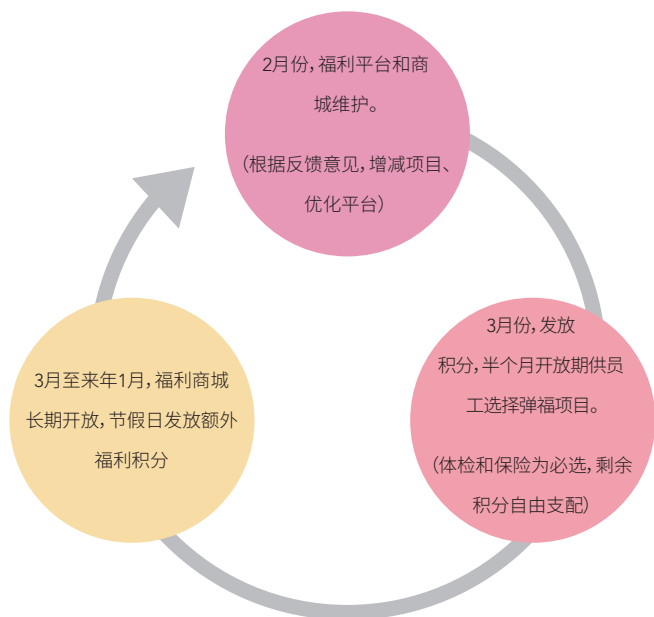 2月份,福利平台和商
城维护。
(根据反馈意见,增减项目、
优化平台)
3月份,发放
积分,半个月开放期供员
工选择弹福项目。
(体检和保险为必选,剩余
积分自由支配)
3月至来年1月,福利商城
长期开放,节假日发放额外
福利积分